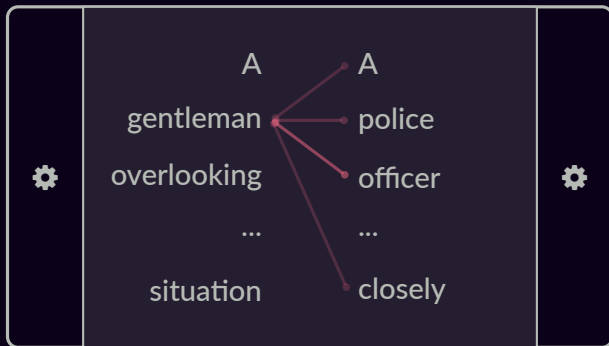 A A
gentleman police
overlooking officer
... ...
situation closely